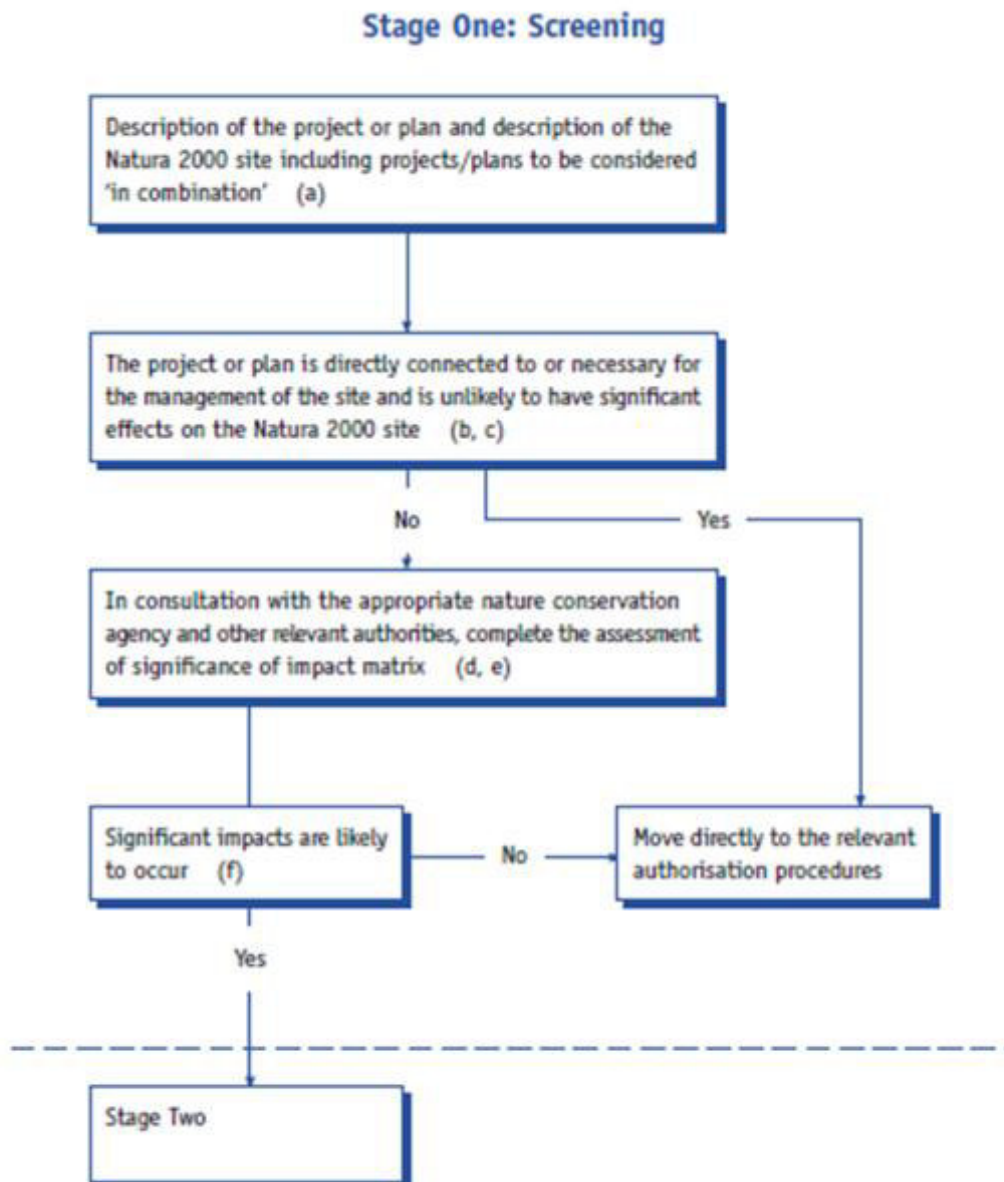 Stage One: Screening
Description of the project or plan and description of the
Natura 2000 site including projects/plans to be considered
'in combination' (a)
The project or plan is directly connected to or necessary for
the management of the site and is unlikely to have significant
effects on the Natura 2000 site (b, c)
No
Yes
In consultation with the appropriate nature conservation
agency and other relevant authorities, complete the assessment
of significance of impact matrix (d, e)
Significant impacts are likely
to occur (f)
No
Move directly to the relevant
authorisation procedures
Yes
Stage Two